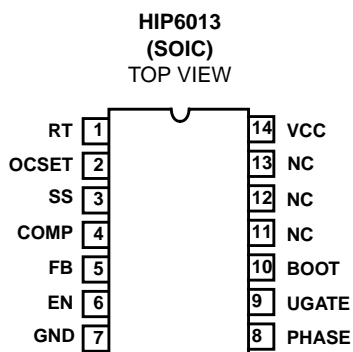 HIP6013
(SOIC)
TOP VIEW
RT 1 14 VCC
OCSET 2 13 NC
SS 3 12 NC
COMP 4 11 NC
FB 5 10 BOOT
EN 6 9 UGATE
GND 7 8 PHASE